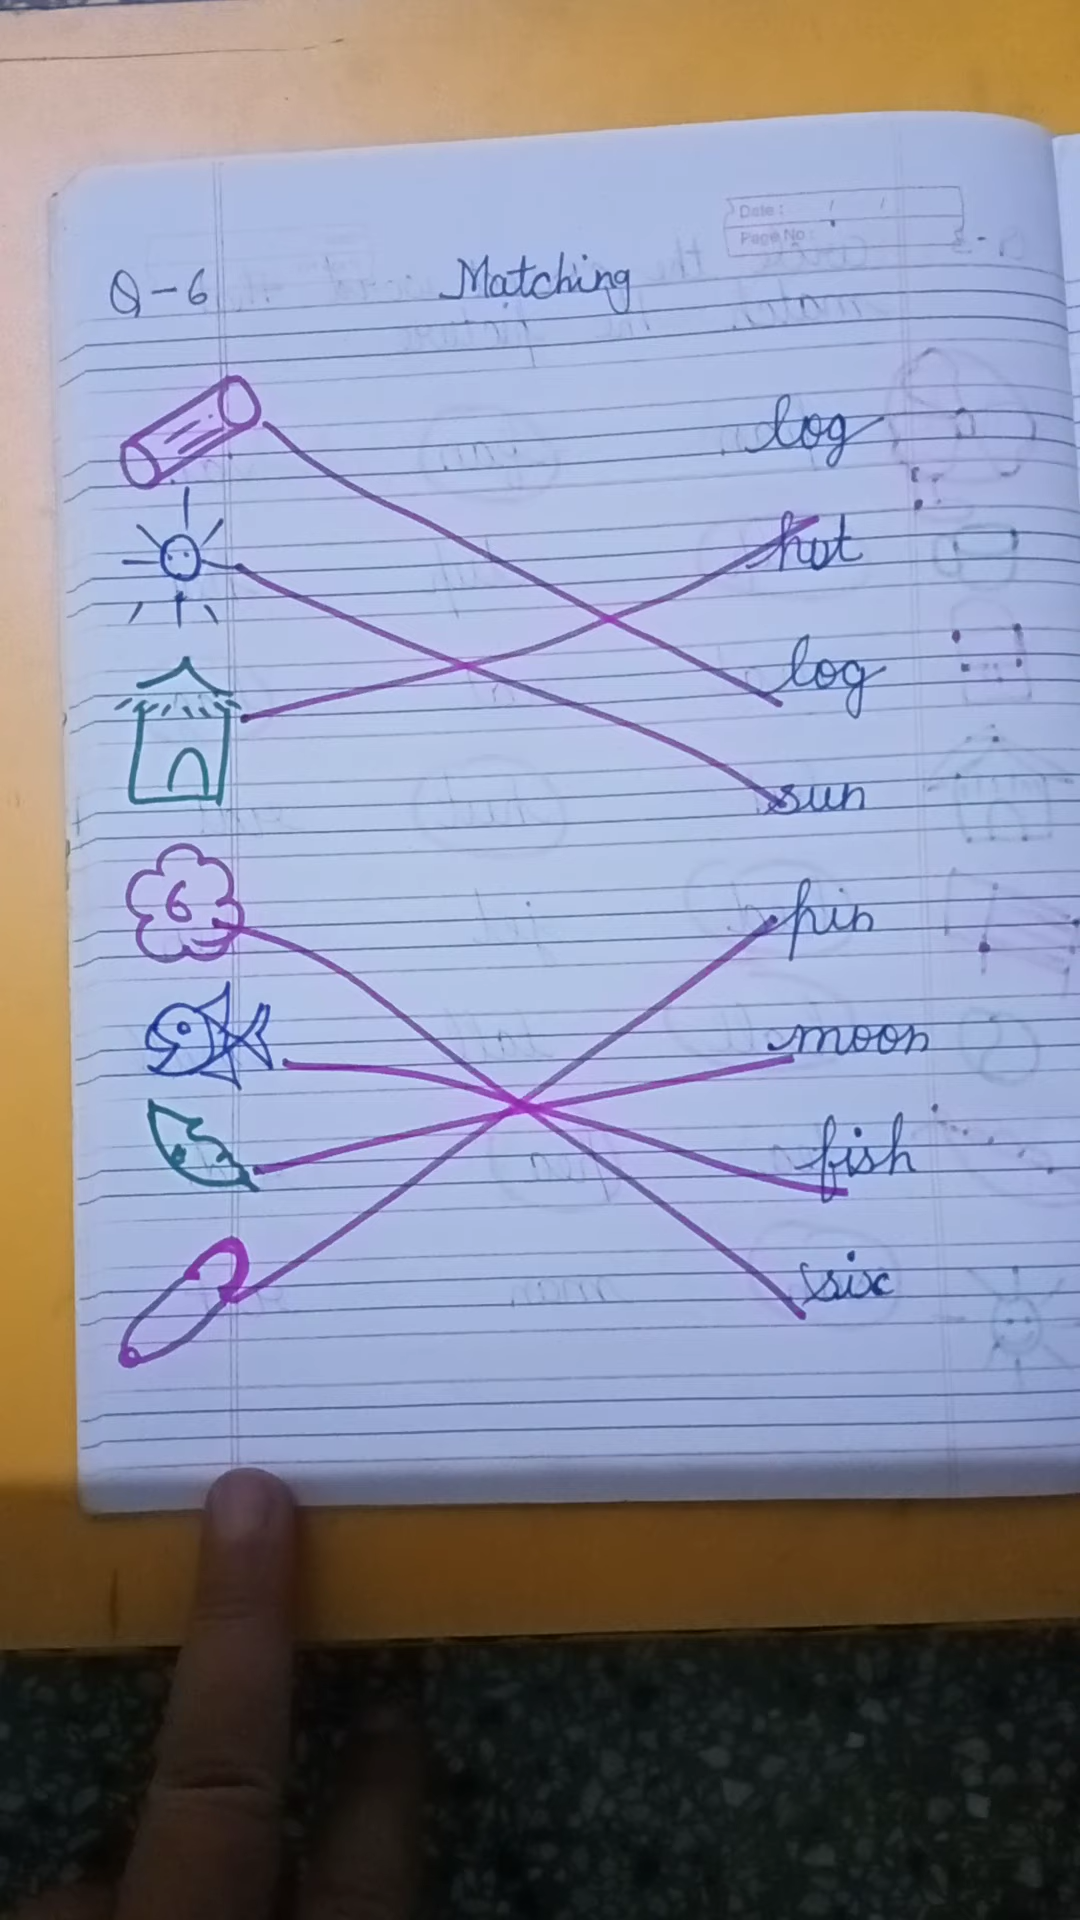 Date : / /
Page No :
Q-6 Matching
log
hut
log
sun
6
pin
moon
fish
six